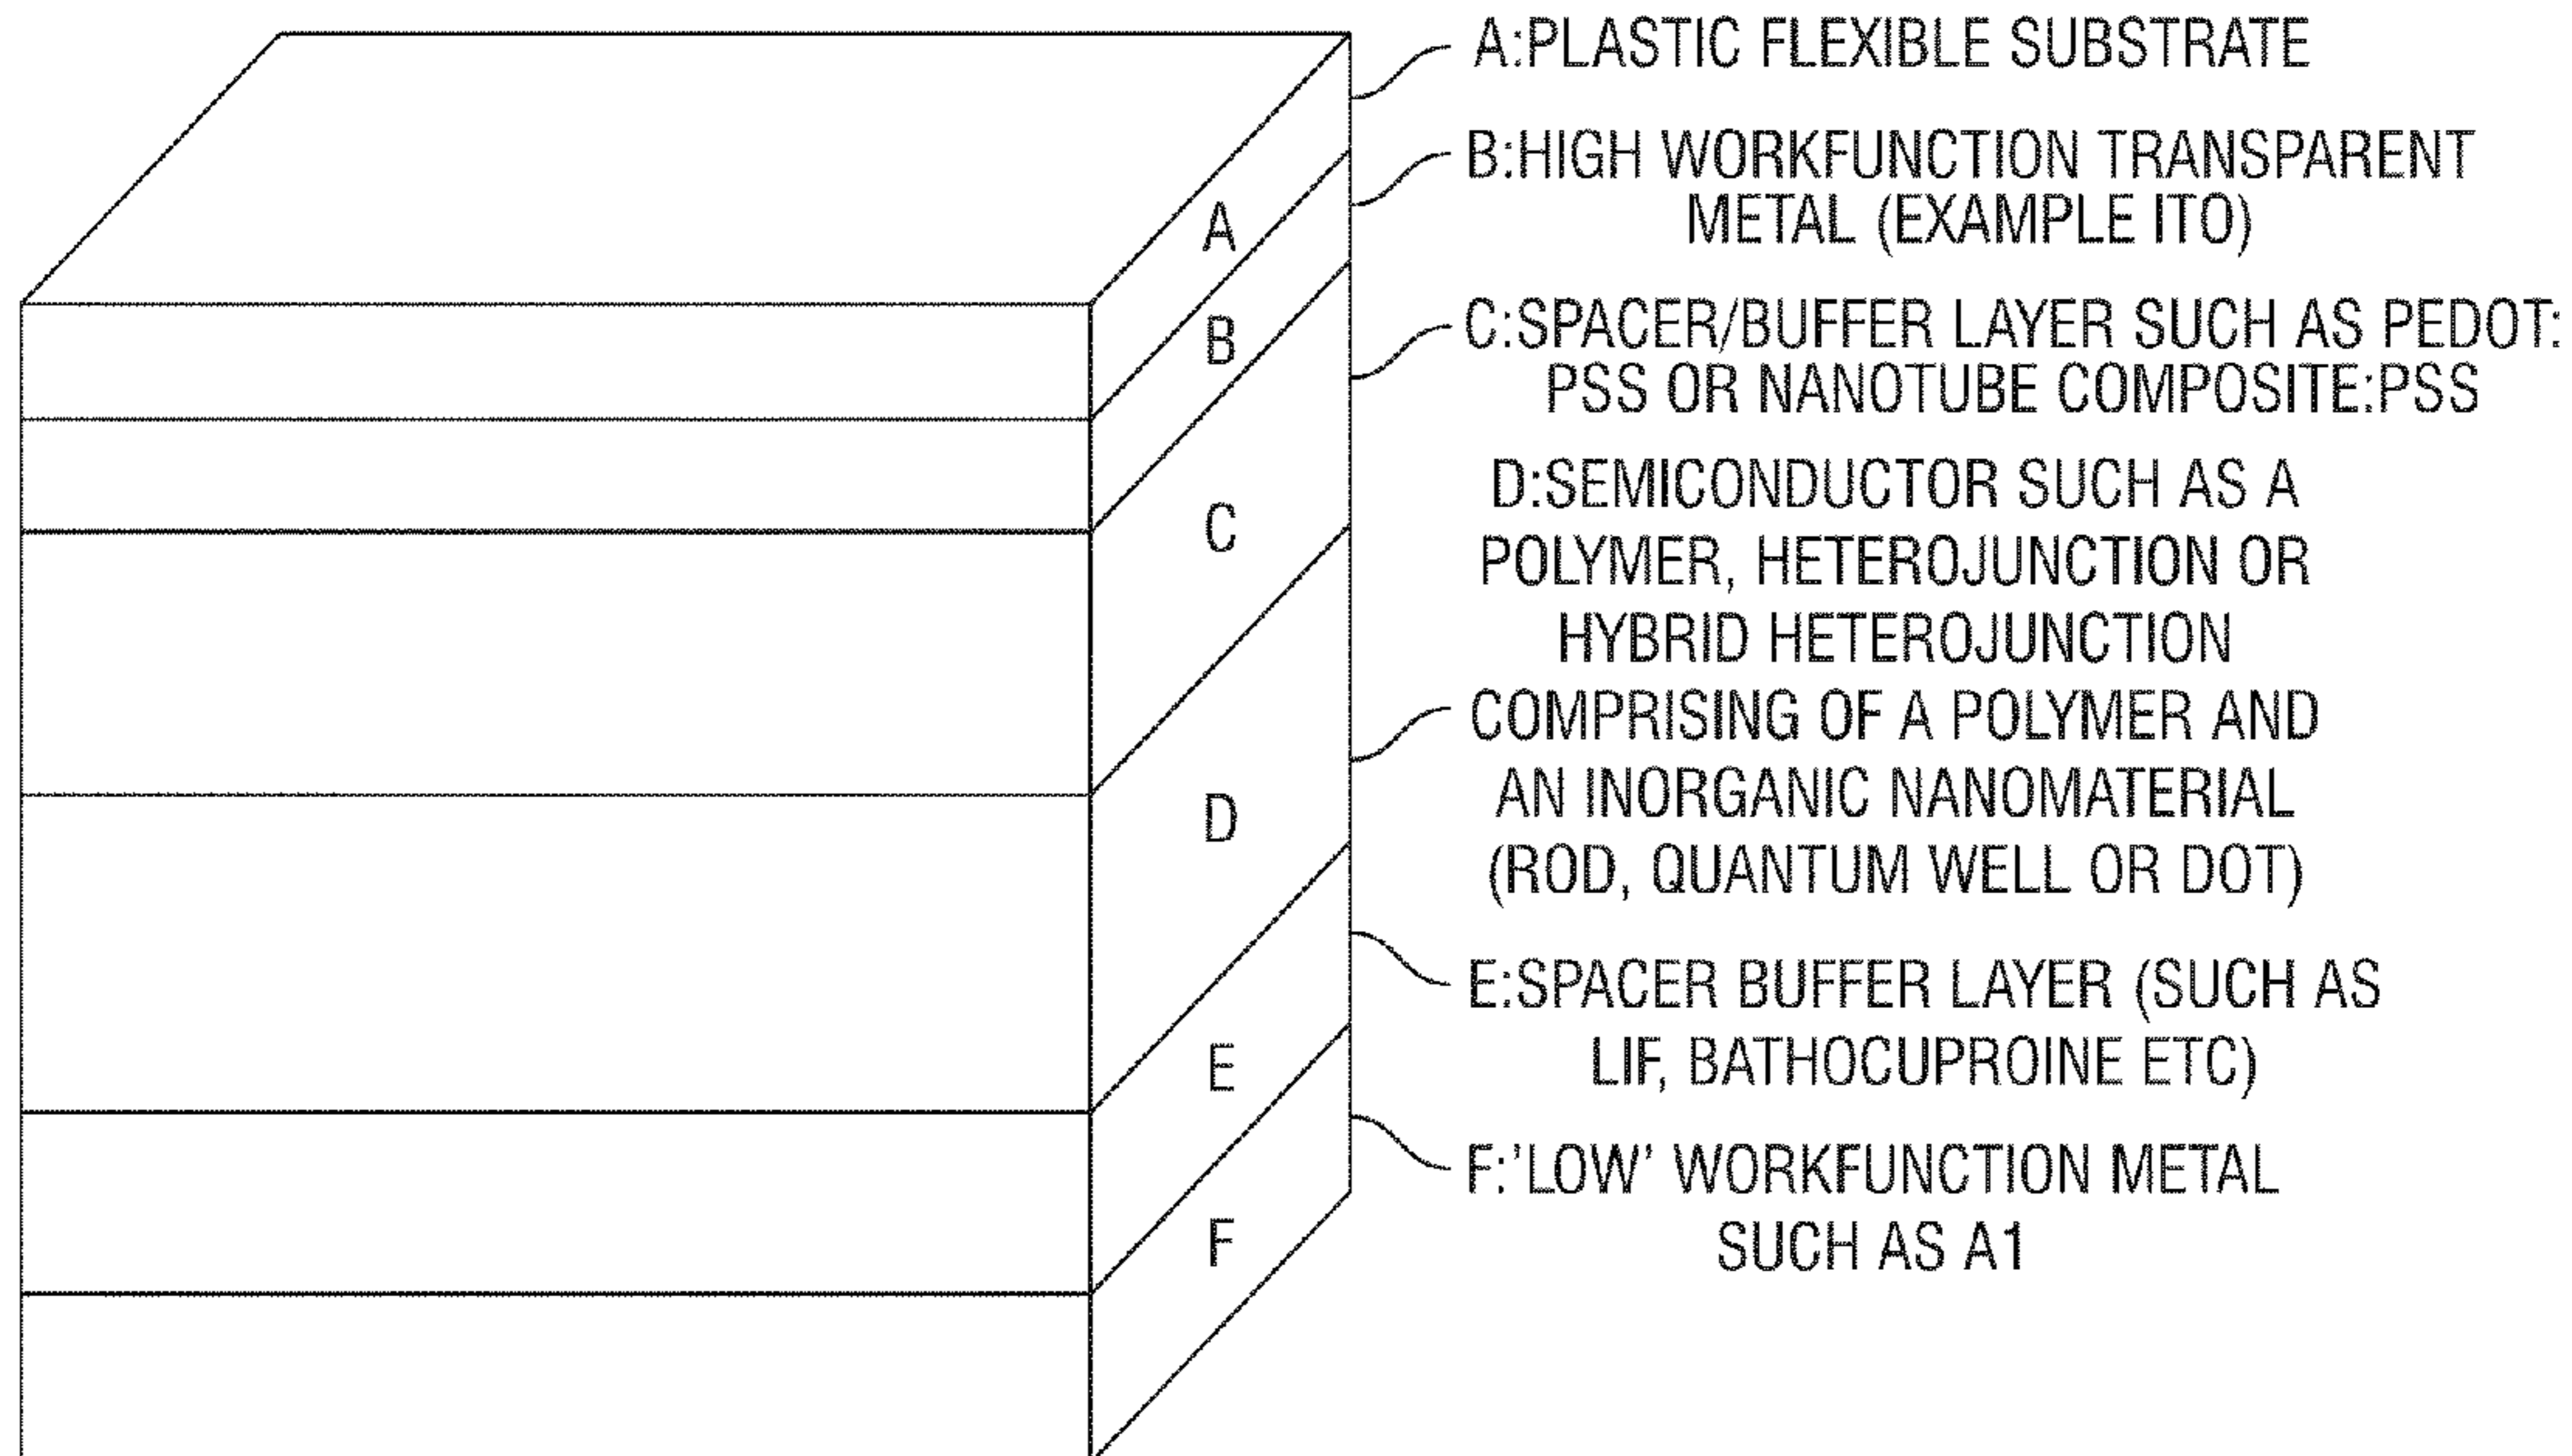 A:PLASTIC FLEXIBLE SUBSTRATE
B:HIGH WORKFUNCTION TRANSPARENT
METAL (EXAMPLE ITO)
C:SPACER/BUFFER LAYER SUCH AS PEDOT:
PSS OR NANOTUBE COMPOSITE:PSS
D:SEMICONDUCTOR SUCH AS A
POLYMER, HETEROJUNCTION OR
HYBRID HETEROJUNCTION
COMPRISING OF A POLYMER AND
AN INORGANIC NANOMATERIAL
(ROD, QUANTUM WELL OR DOT)
E:SPACER BUFFER LAYER (SUCH AS
LIF, BATHOCUPROINE ETC)
F:'LOW' WORKFUNCTION METAL
SUCH AS A1
A
B
C
D
E
F